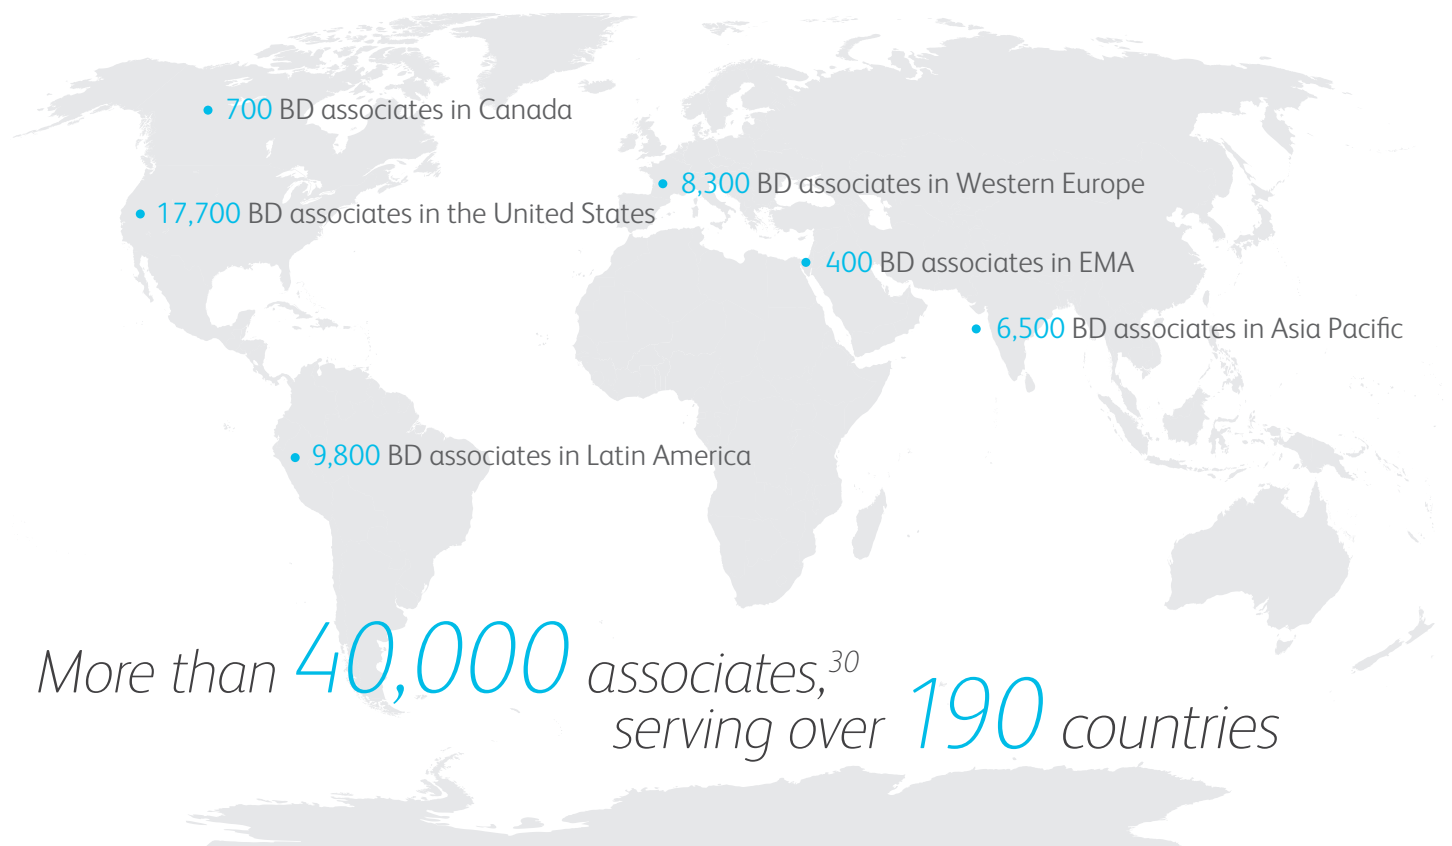 • 700 BD associates in Canada
• 8,300 BD associates in Western Europe
• 17,700 BD associates in the United States
• 400 BD associates in EMA
• 6,500 BD associates in Asia Pacific
• 9,800 BD associates in Latin America
More than 40,000 associates,30
serving over 190 countries